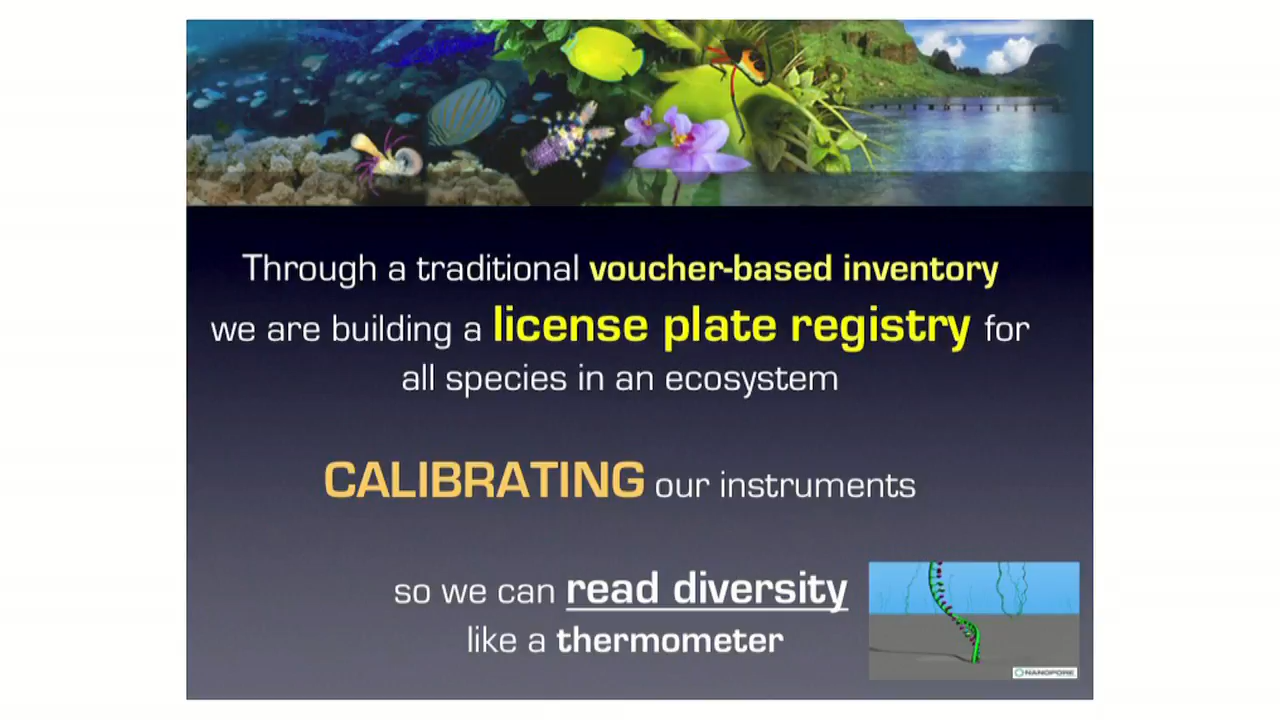 Through a traditional voucher-based inventory
we are building a license plate registry for
all species in an ecosystem
CALIBRATING our instruments
so we can read diversity
like a thermometer
NANOPORE